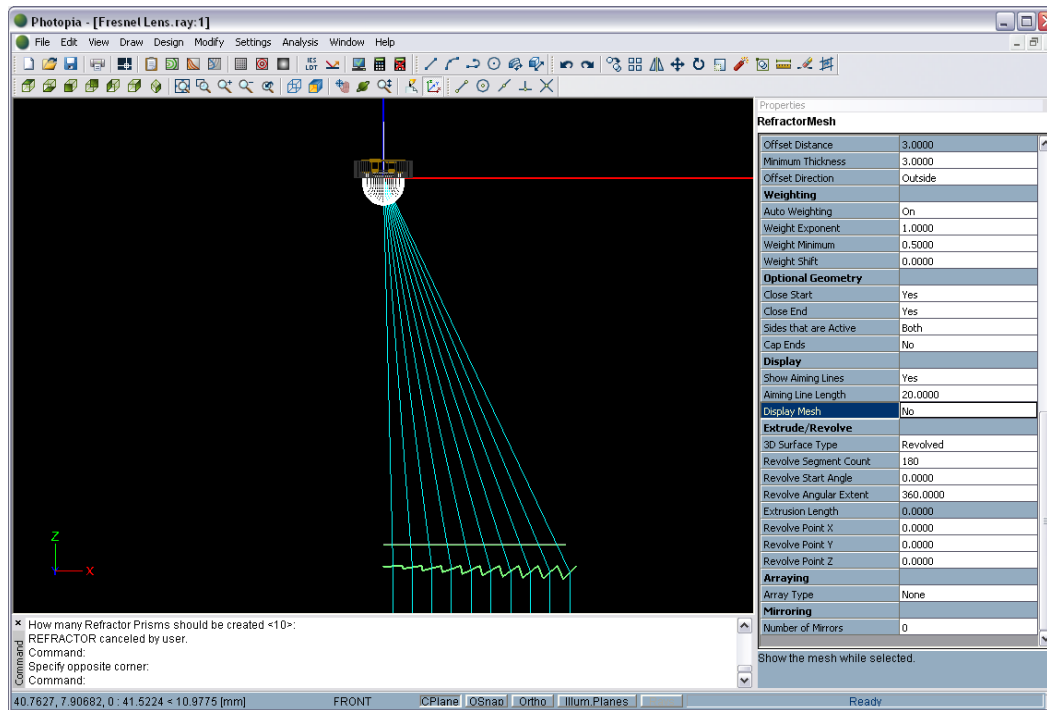 Photopia - [Fresnel Lens.ray:1]
File Edit View Draw Design Modify Settings Analysis Window Help
IES
LDT
Properties
RefractorMesh
Offset Distance 3.0000
Minimum Thickness 3.0000
Offset Direction Outside
Weighting
Auto Weighting On
Weight Exponent 1.0000
Weight Minimum 0.5000
Weight Shift 0.0000
Optional Geometry
Close Start Yes
Close End Yes
Sides that are Active Both
Cap Ends No
Display
Show Aiming Lines Yes
Aiming Line Length 20.0000
Display Mesh No
Extrude/Revolve
3D Surface Type Revolved
Revolve Segment Count 180
Revolve Start Angle 0.0000
Revolve Angular Extent 360.0000
Extrusion Length 0.0000
Revolve Point X 0.0000
Revolve Point Y 0.0000
Revolve Point Z 0.0000
Arraying
Array Type None
Mirroring
Number of Mirrors 0
Show the mesh while selected.
Z
X
Command
How many Refractor Prisms should be created <10>:
REFRACTOR canceled by user.
Command:
Specify opposite corner:
Command:
40.7627, 7.90682, 0 : 41.5224 < 10.9775 [mm] FRONT CPlane OSnap Ortho Illum.Planes Ready